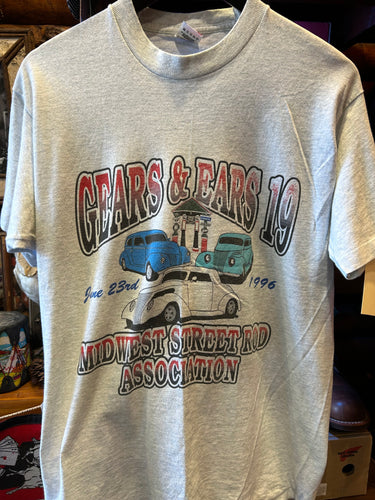 GEARS & EARS 19
June 23rd 1996
MIDWEST STREET ROD
ASSOCIATION